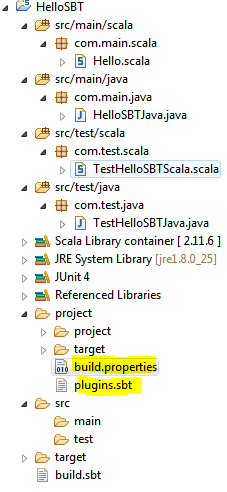 HelloSBT
src/main/scala
com.main.scala
Hello.scala
src/main/java
com.main.java
HelloSBTJava.java
src/test/scala
com.test.scala
TestHelloSBTScala.scala
src/test/java
com.test.java
TestHelloSBTJava.java
Scala Library container [ 2.11.6 ]
JRE System Library [jre1.8.0_25]
JUnit 4
Referenced Libraries
project
project
target
build.properties
plugins.sbt
src
main
test
target
build.sbt